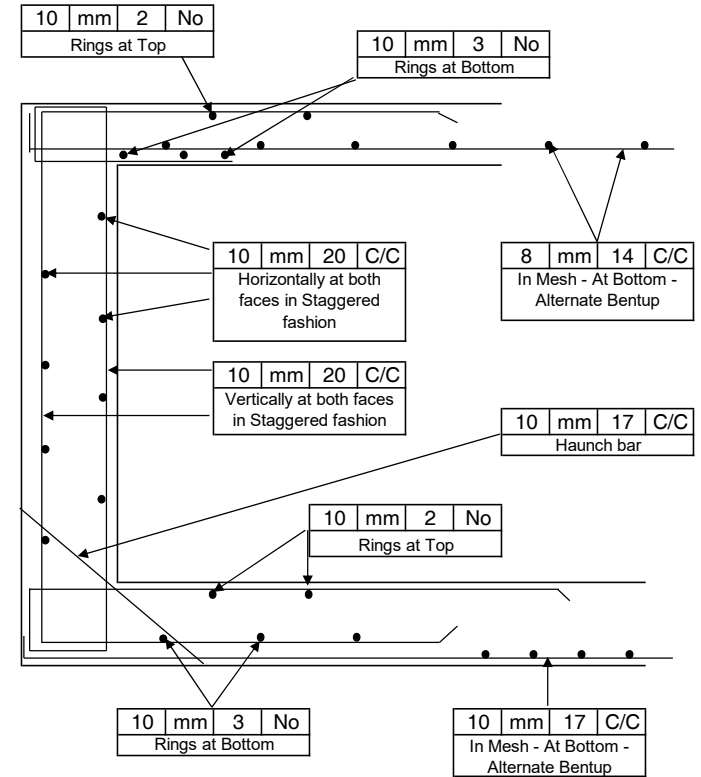 10 mm 2 No
Rings at Top
10 mm 3 No
Rings at Bottom
10 mm 20 C/C
Horizontally at both
faces in Staggered
fashion
8 mm 14 C/C
In Mesh - At Bottom -
Alternate Bentup
10 mm 20 C/C
Vertically at both faces
in Staggered fashion
10 mm 17 C/C
Haunch bar
10 mm 2 No
Rings at Top
10 mm 3 No
Rings at Bottom
10 mm 17 C/C
In Mesh - At Bottom -
Alternate Bentup